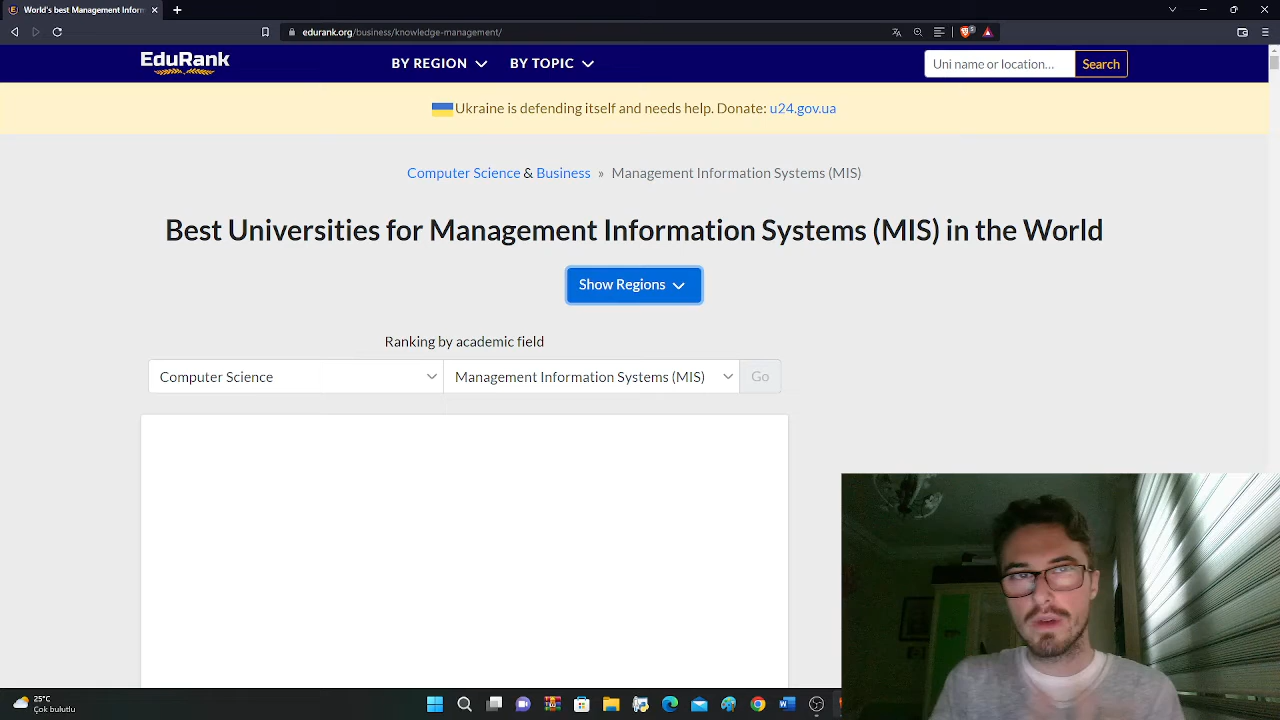 World's best Management Inform
edurank.org/business/knowledge-management/
EduRank
BY REGION
BY TOPIC
Uni name or location...
Search
Ukraine is defending itself and needs help. Donate: u24.gov.ua
Computer Science & Business » Management Information Systems (MIS)
Best Universities for Management Information Systems (MIS) in the World
Show Regions
Ranking by academic field
Computer Science
Management Information Systems (MIS)
Go
25°C
Çok bulutlu